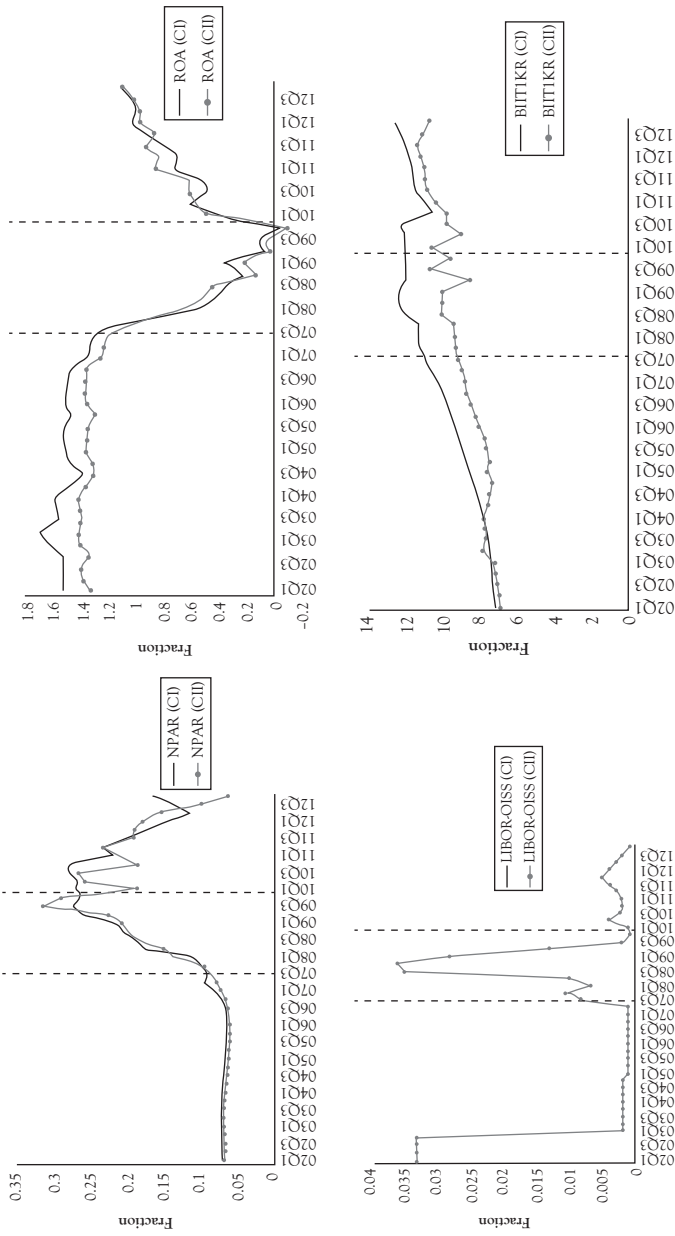 0.35
0.3
0.25
0.2
0.15
0.1
0.05
0
Fraction
02Q1 02Q3 03Q1 03Q3 04Q1 04Q3 05Q1 05Q3 06Q1 06Q3 07Q1 07Q3 08Q1 08Q3 09Q1 09Q3 10Q1 10Q3 11Q1 11Q3 12Q1 12Q3
NPAR (CI)
NPAR (CII)
1.8
1.6
1.4
1.2
1
0.8
0.6
0.4
0.2
0
−0.2
Fraction
02Q1 02Q3 03Q1 03Q3 04Q1 04Q3 05Q1 05Q3 06Q1 06Q3 07Q1 07Q3 08Q1 08Q3 09Q1 09Q3 10Q1 10Q3 11Q1 11Q3 12Q1 12Q3
ROA (CI)
ROA (CII)
0.04
0.035
0.03
0.025
0.02
0.015
0.01
0.005
0
Fraction
02Q1 02Q3 03Q1 03Q3 04Q1 04Q3 05Q1 05Q3 06Q1 06Q3 07Q1 07Q3 08Q1 08Q3 09Q1 09Q3 10Q1 10Q3 11Q1 11Q3 12Q1 12Q3
LIBOR-OISS (CI)
LIBOR-OISS (CII)
14
12
10
8
6
4
2
0
Fraction
02Q1 02Q3 03Q1 03Q3 04Q1 04Q3 05Q1 05Q3 06Q1 06Q3 07Q1 07Q3 08Q1 08Q3 09Q1 09Q3 10Q1 10Q3 11Q1 11Q3 12Q1 12Q3
BIIT1KR (CI)
BIIT1KR (CII)